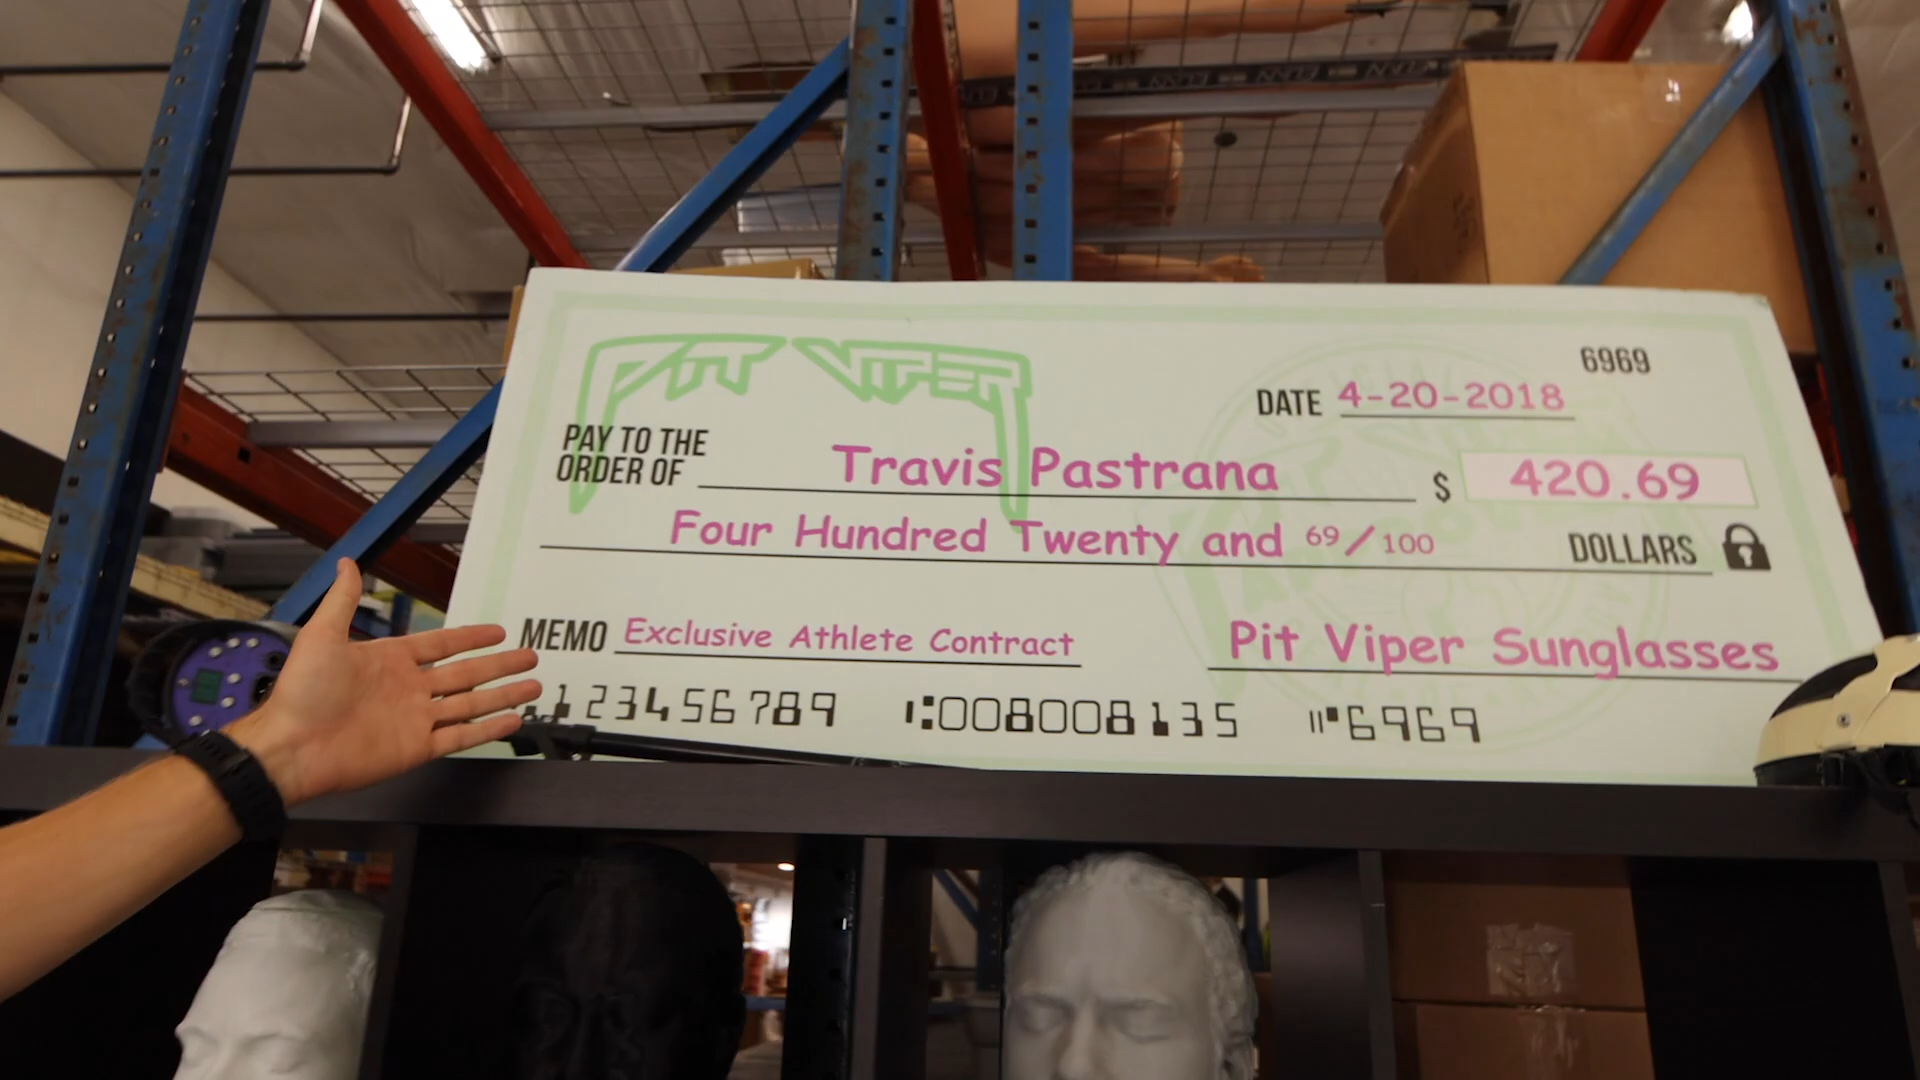 PIT VIPER
6969
DATE 4-20-2018
PAY TO THE
ORDER OF Travis Pastrana $ 420.69
Four Hundred Twenty and 69/100 DOLLARS
MEMO Exclusive Athlete Contract Pit Viper Sunglasses
123456789 008008135 6969